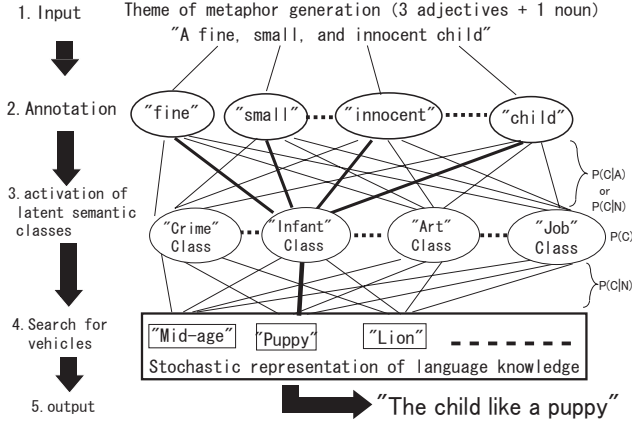 1. Input
Theme of metaphor generation (3 adjectives + 1 noun)
"A fine, small, and innocent child"
2. Annotation
"fine"
"small"
"innocent"
"child"
P(C|A)
or
P(C|N)
3. activation of
latent semantic
classes
"Crime"
Class
"Infant"
Class
"Art"
Class
"Job"
Class
P(C)
P(C|N)
4. Search for
vehicles
"Mid-age"
"Puppy"
"Lion"
Stochastic representation of language knowledge
5. output
"The child like a puppy"